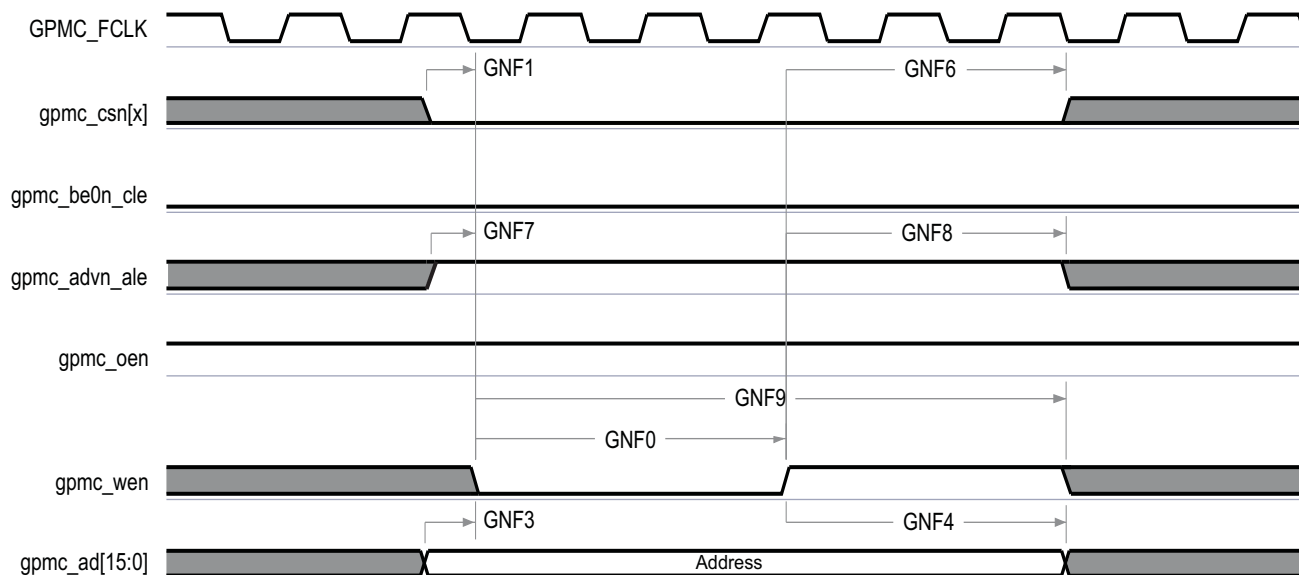 GPMC_FCLK
GNF1
GNF6
gpmc_csn[x]
gpmc_be0n_cle
GNF7
GNF8
gpmc_advn_ale
gpmc_oen
GNF9
GNF0
gpmc_wen
GNF3
GNF4
gpmc_ad[15:0]
Address